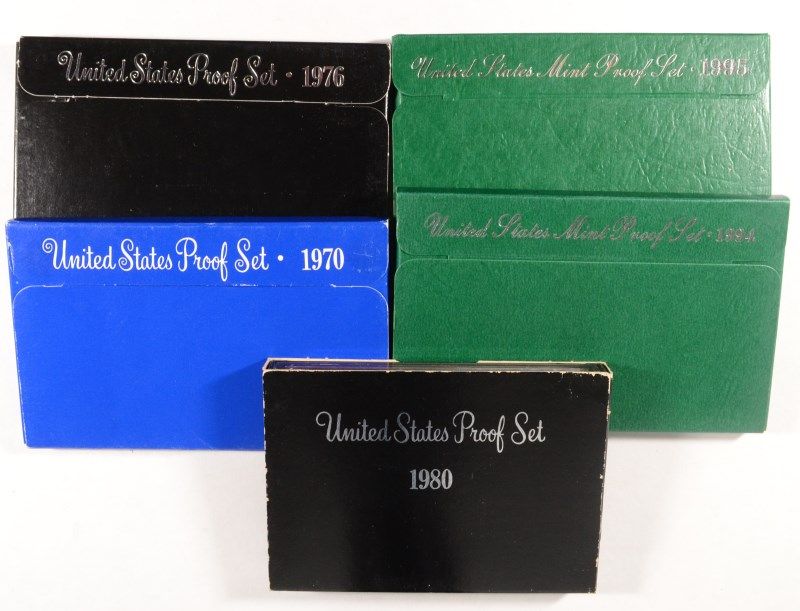 United States Proof Set · 1976
United States Mint Proof Set · 1995
United States Proof Set · 1970
United States Mint Proof Set · 1994
United States Proof Set
1980